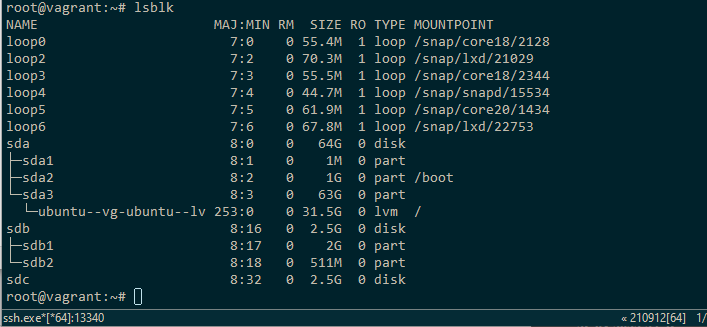 root@vagrant:~# lsblk
NAME                      MAJ:MIN RM  SIZE RO TYPE MOUNTPOINT
loop0                       7:0    0 55.4M  1 loop /snap/core18/2128
loop2                       7:2    0 70.3M  1 loop /snap/lxd/21029
loop3                       7:3    0 55.5M  1 loop /snap/core18/2344
loop4                       7:4    0 44.7M  1 loop /snap/snapd/15534
loop5                       7:5    0 61.9M  1 loop /snap/core20/1434
loop6                       7:6    0 67.8M  1 loop /snap/lxd/22753
sda                         8:0    0   64G  0 disk
├─sda1                      8:1    0    1M  0 part
├─sda2                      8:2    0    1G  0 part /boot
└─sda3                      8:3    0   63G  0 part
  └─ubuntu--vg-ubuntu--lv 253:0    0 31.5G  0 lvm  /
sdb                         8:16   0  2.5G  0 disk
├─sdb1                      8:17   0    2G  0 part
└─sdb2                      8:18   0  511M  0 part
sdc                         8:32   0  2.5G  0 disk
root@vagrant:~#
ssh.exe*[*64]:13340 « 210912[64] 1/